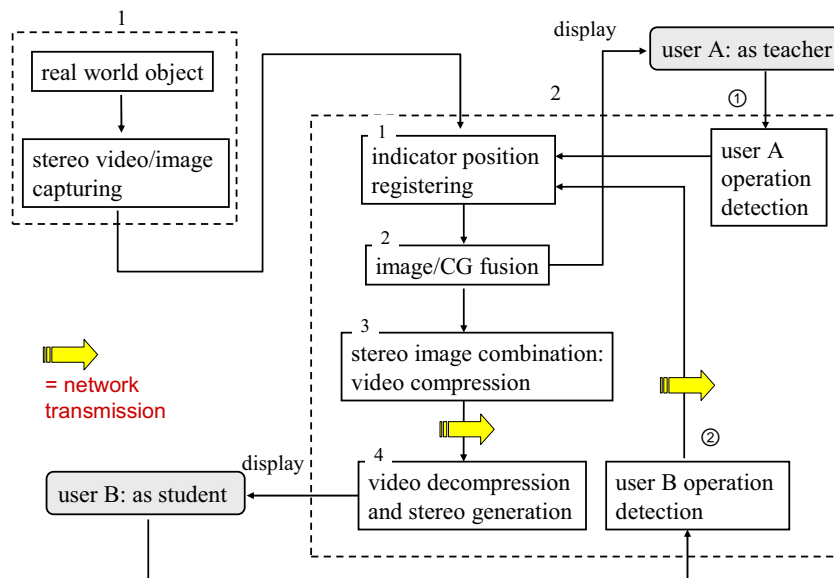 1
real world object
stereo video/image
capturing
display
user A: as teacher
2
①
1
indicator position
registering
user A
operation
detection
2
image/CG fusion
3
stereo image combination:
video compression
= network
transmission
②
display
4
user B: as student
video decompression
and stereo generation
user B operation
detection